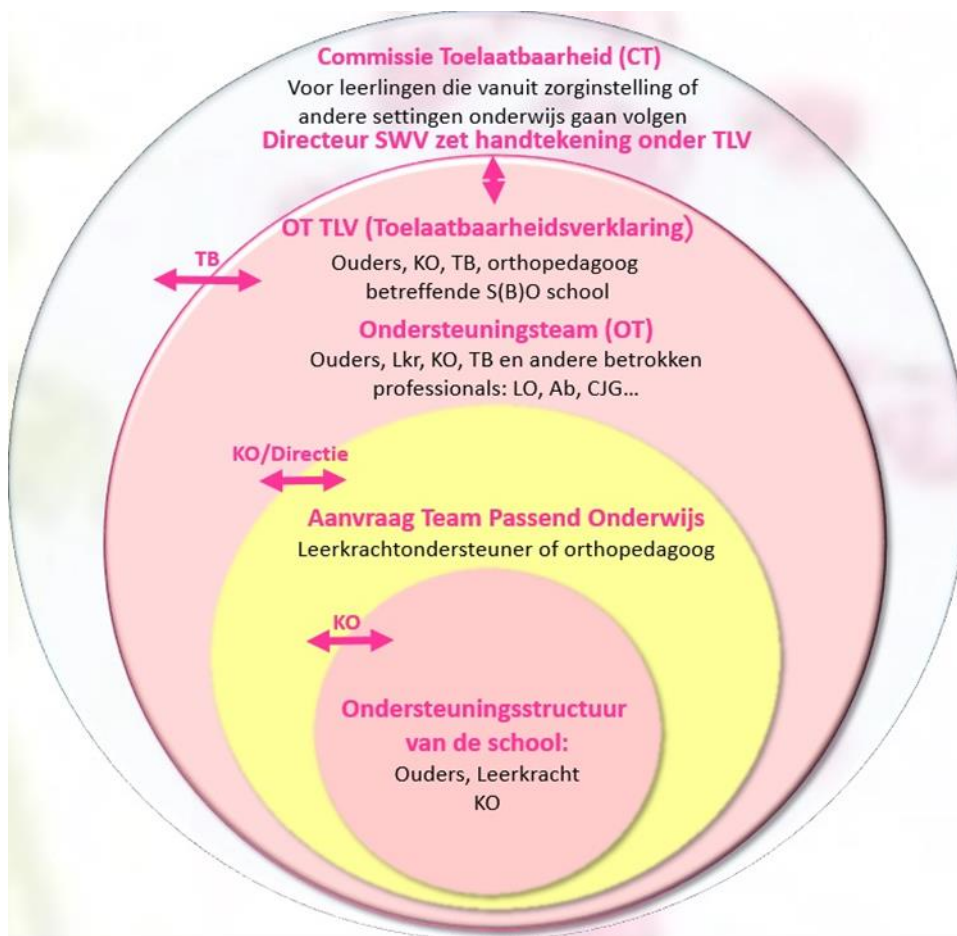 Commissie Toelaatbaarheid (CT)
Voor leerlingen die vanuit zorginstelling of
andere settingen onderwijs gaan volgen
Directeur SWV zet handtekening onder TLV
OT TLV (Toelaatbaarheidsverklaring)
TB
Ouders, KO, TB, orthopedagoog
betreffende S(B)O school
Ondersteuningsteam (OT)
Ouders, Lkr, KO, TB en andere betrokken
professionals: LO, Ab, CJG...
KO/Directie
Aanvraag Team Passend Onderwijs
Leerkrachtondersteuner of orthopedagoog
KO
Ondersteuningsstructuur
van de school:
Ouders, Leerkracht
KO